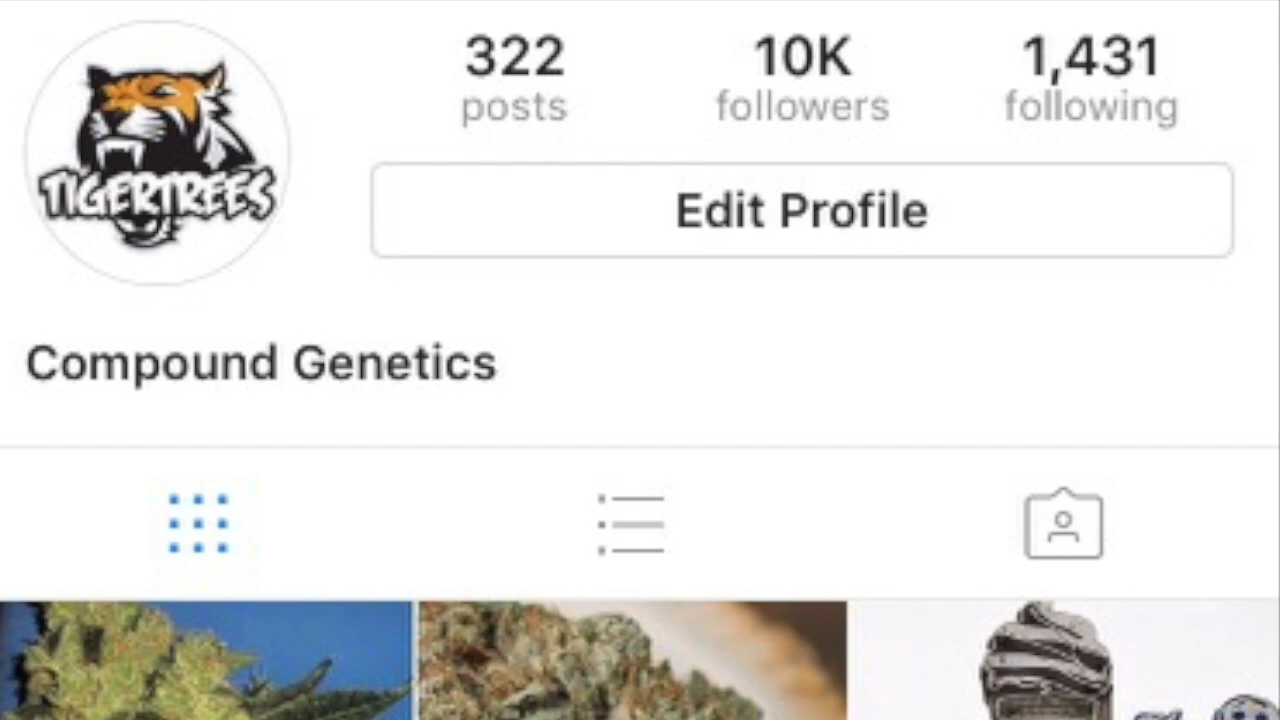 322
10K
1,431
posts
followers
following
TIGERTREES
Edit Profile
Compound Genetics